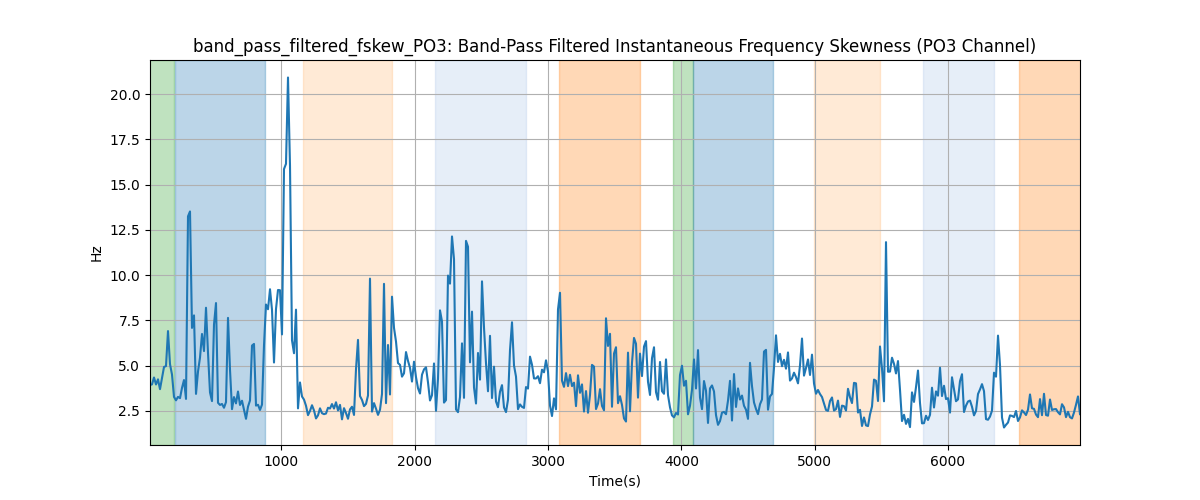 band_pass_filtered_fskew_PO3: Band-Pass Filtered Instantaneous Frequency Skewness (PO3 Channel)
20.0
17.5
15.0
12.5
10.0
7.5
5.0
2.5
Hz
1000 2000 3000 4000 5000 6000
Time(s)